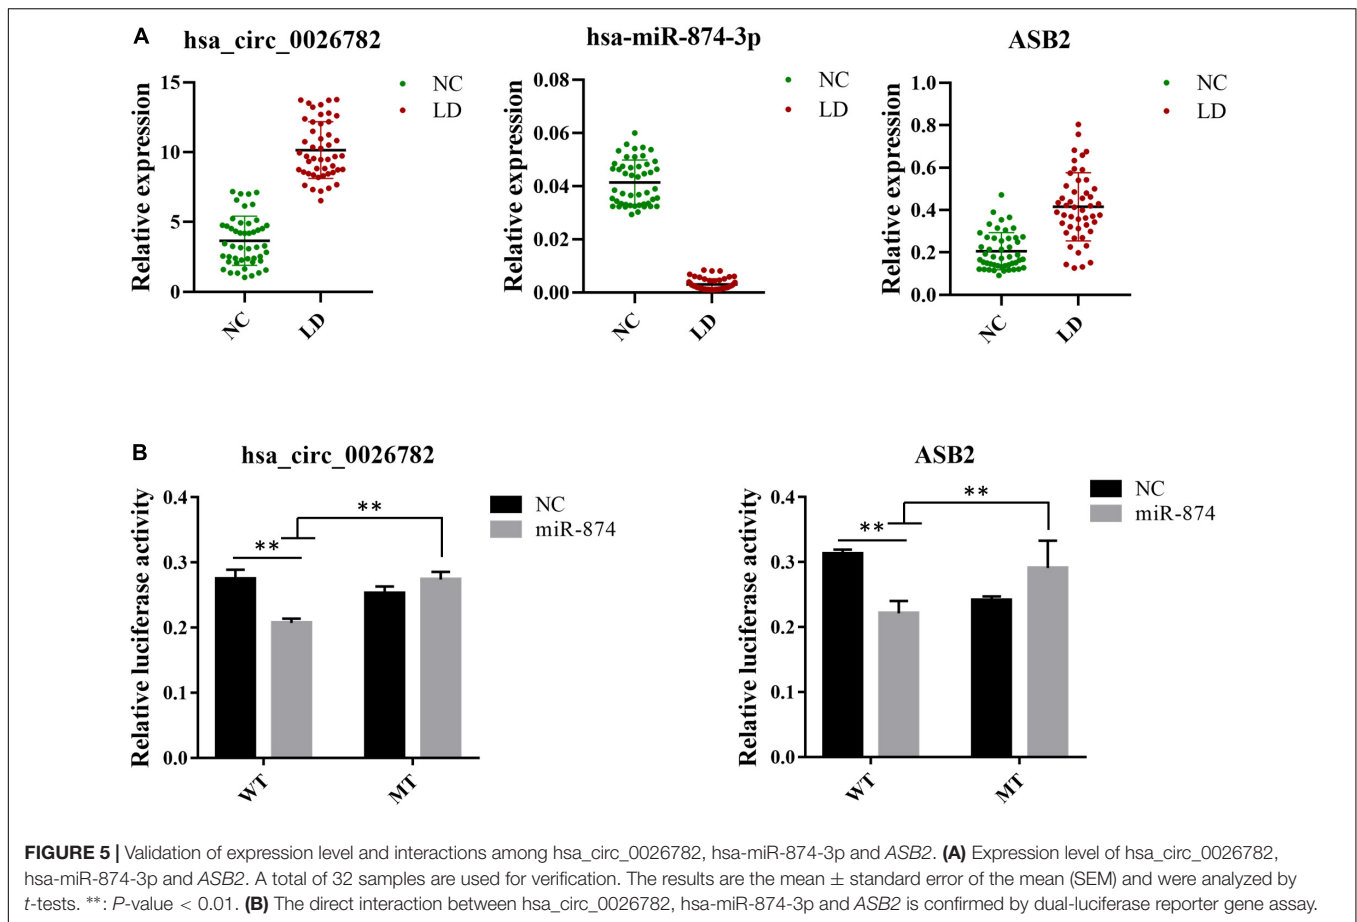 A
hsa_circ_0026782
Relative expression
15
10
5
0
NC
LD
NC
LD
hsa-miR-874-3p
Relative expression
0.08
0.06
0.04
0.02
0.00
NC
LD
NC
LD
ASB2
Relative expression
1.0
0.8
0.6
0.4
0.2
0.0
NC
LD
NC
LD
B
hsa_circ_0026782
Relative luciferase activity
0.4
0.3
0.2
0.1
0.0
**
**
WT
MT
NC
miR-874
ASB2
Relative luciferase activity
0.4
0.3
0.2
0.1
0.0
**
**
WT
MT
NC
miR-874
FIGURE 5 | Validation of expression level and interactions among hsa_circ_0026782, hsa-miR-874-3p and ASB2. (A) Expression level of hsa_circ_0026782,
hsa-miR-874-3p and ASB2. A total of 32 samples are used for verification. The results are the mean ± standard error of the mean (SEM) and were analyzed by
t-tests. **: P-value < 0.01. (B) The direct interaction between hsa_circ_0026782, hsa-miR-874-3p and ASB2 is confirmed by dual-luciferase reporter gene assay.